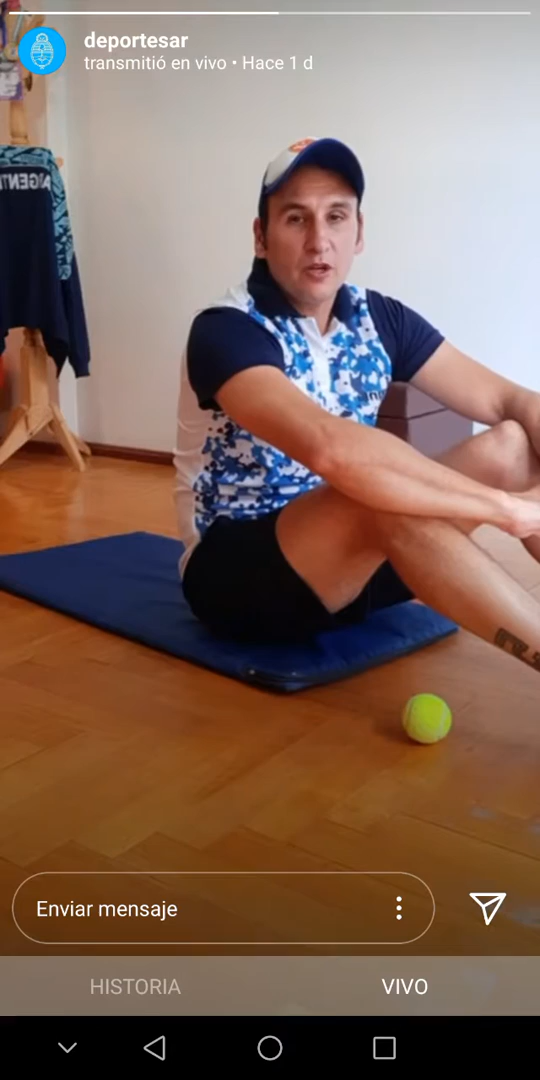 deportesar
transmitió en vivo • Hace 1 d
Enviar mensaje
HISTORIA
VIVO